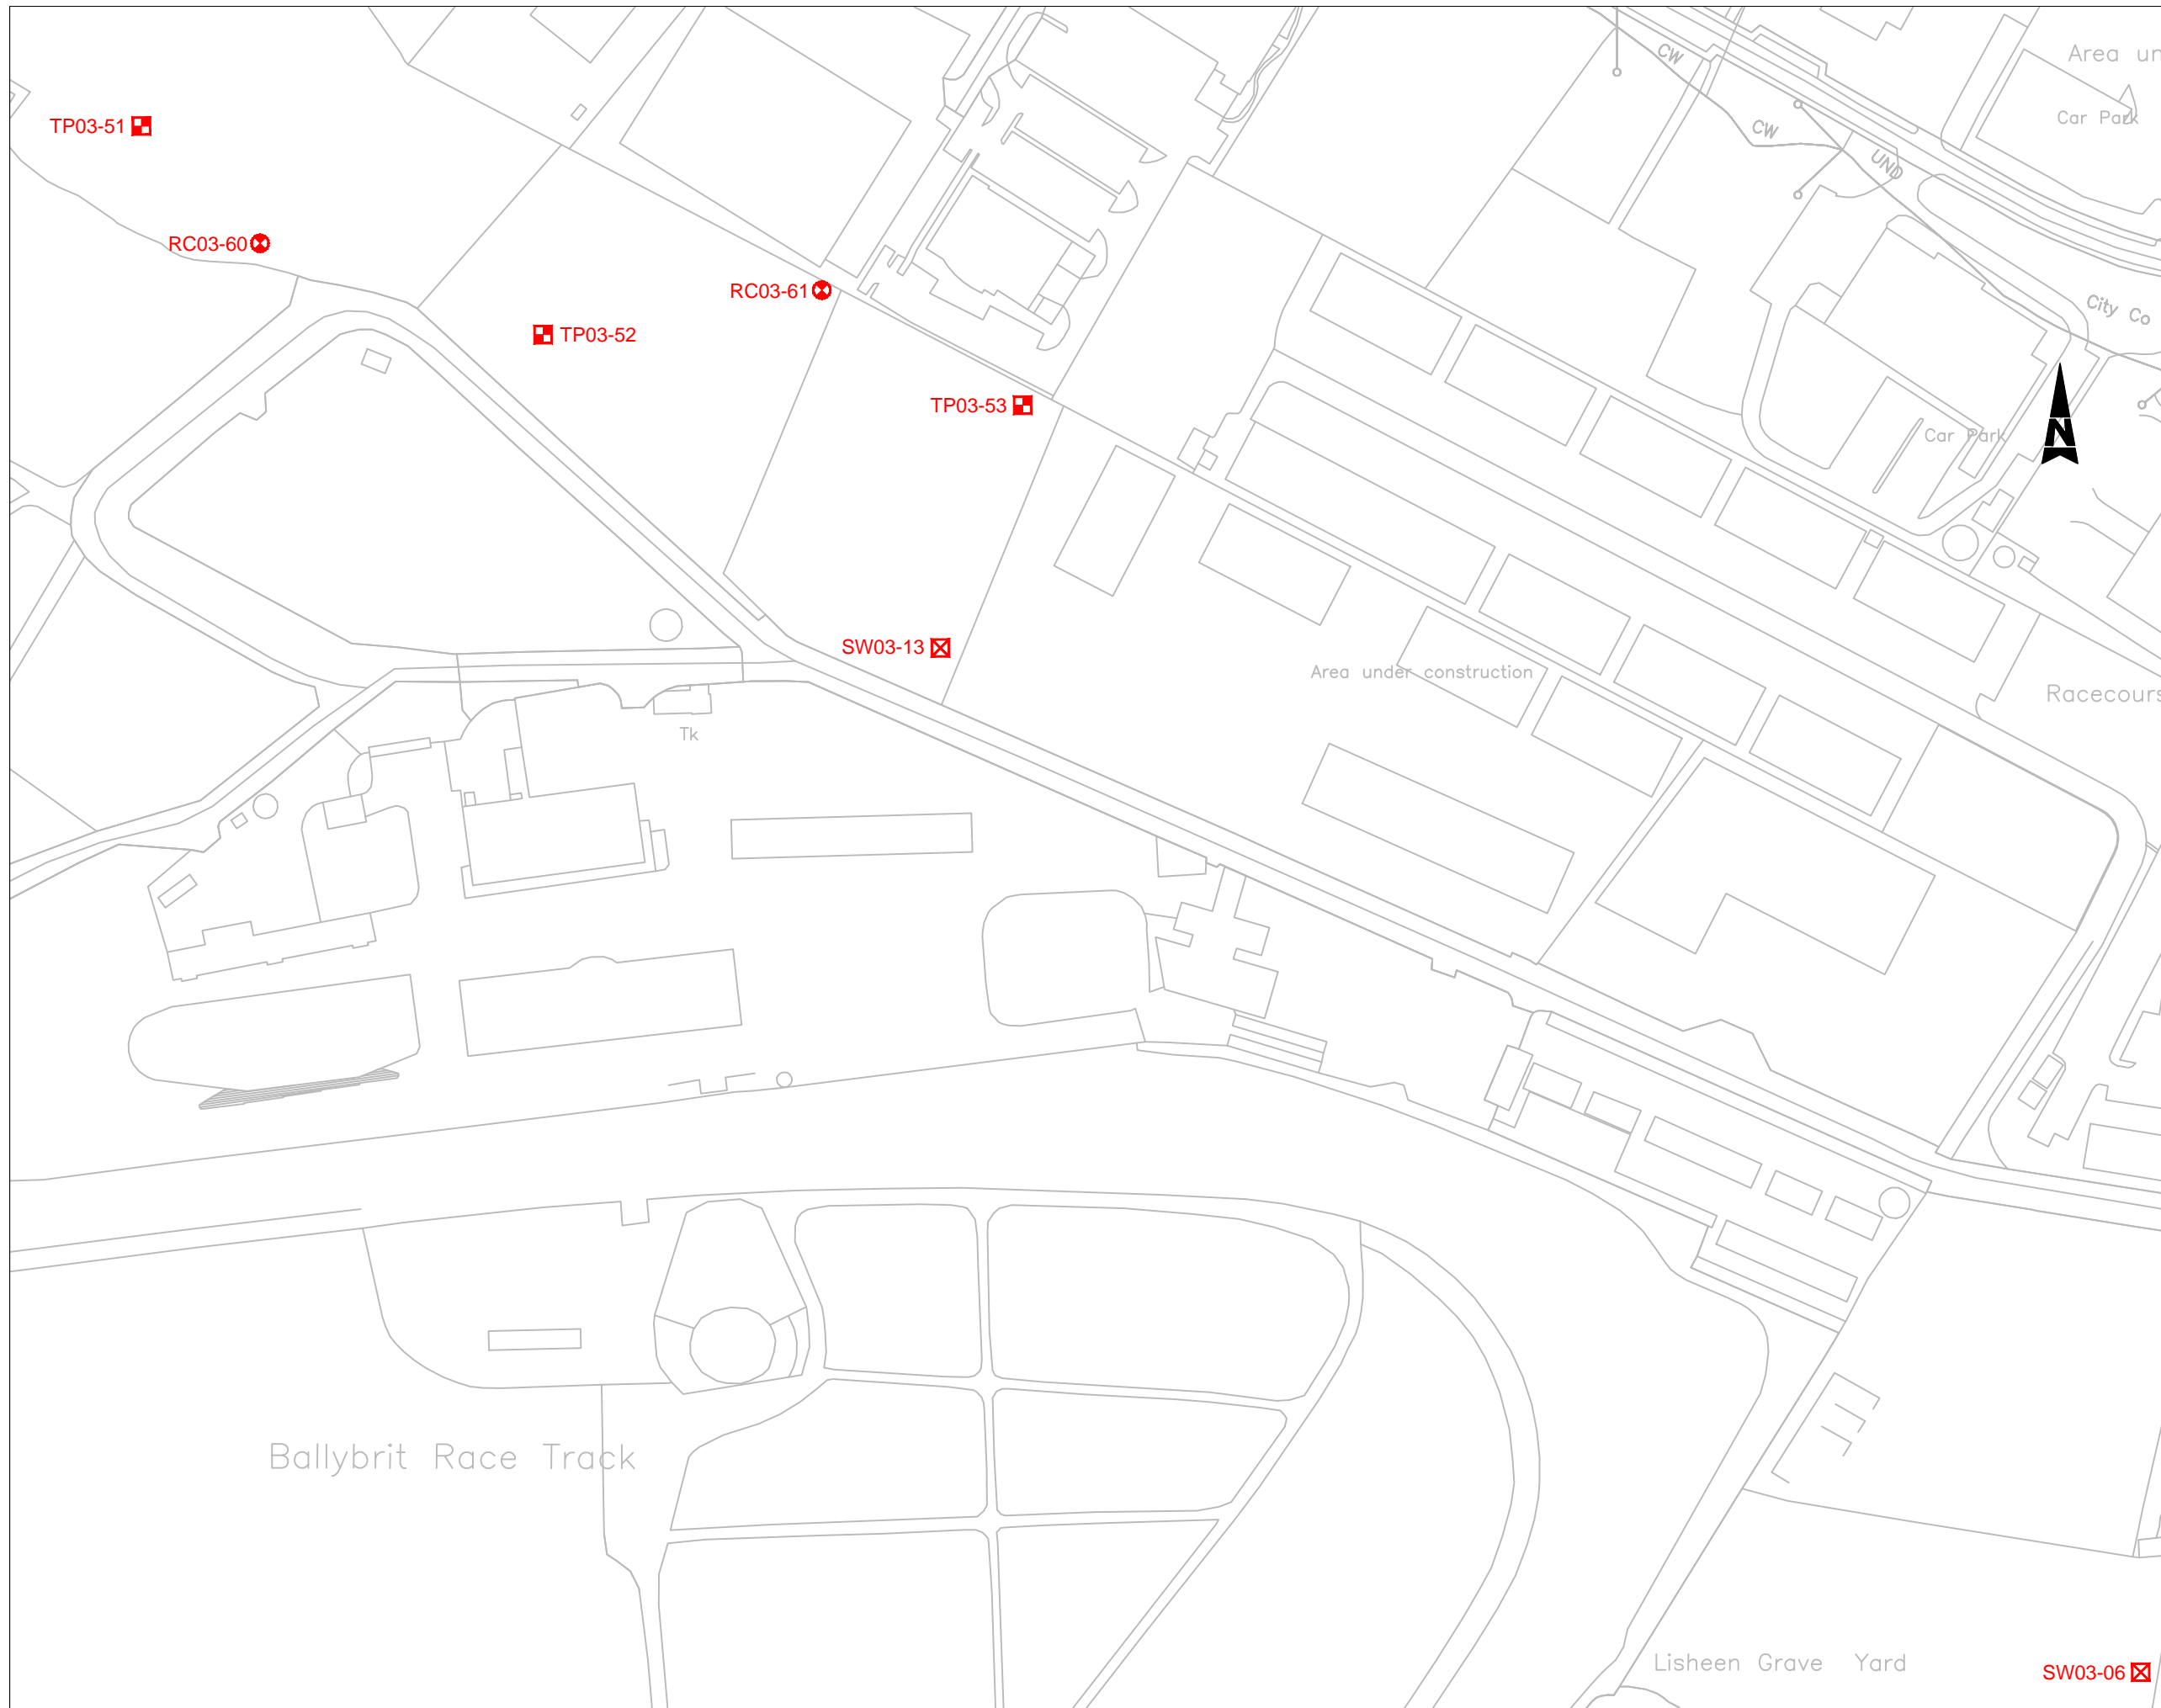 CW
Area un
Car Park
TP03-51
CW
UND
RC03-60
RC03-61
City Co
TP03-52
TP03-53
N
Car Park
SW03-13
Area under construction
Racecours
Tk
Ballybrit Race Track
Lisheen Grave Yard
SW03-06